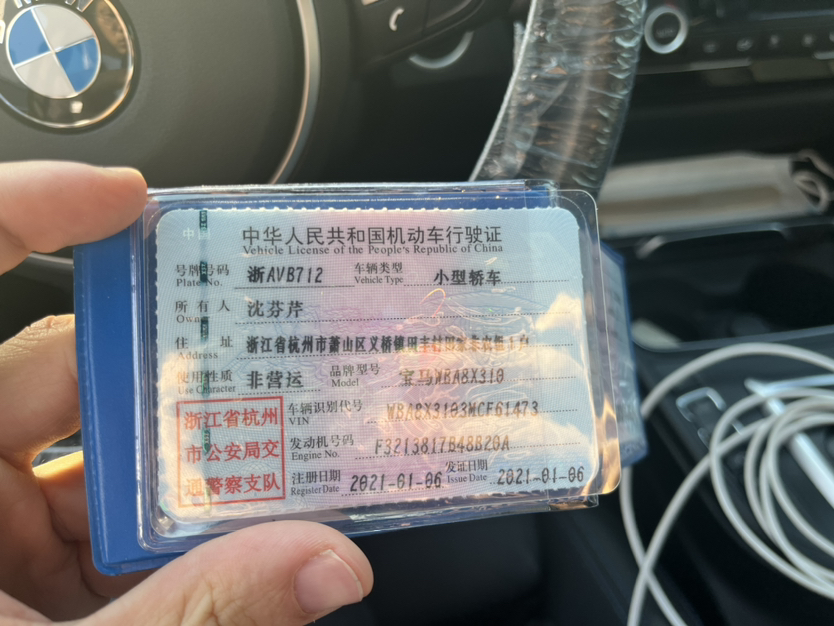 中国
中华人民共和国机动车行驶证
Vehicle License of the People's Republic of China
号牌号码 浙AVB712 车辆类型 小型轿车
Plate No. Vehicle Type
所有人 沈芬芹
Owner
住址 浙江省杭州市萧山区义桥镇
Address
使用性质 非营运 品牌型号 宝马WBA8X310
Use Character Model
浙江省杭州
市公安局交
通警察支队
车辆识别代号 WBA8X3103MCF61473
VIN
发动机号码 F3213817B48B20A
Engine No.
注册日期 2021-01-06 发证日期 2021-01-06
Register Date Issue Date